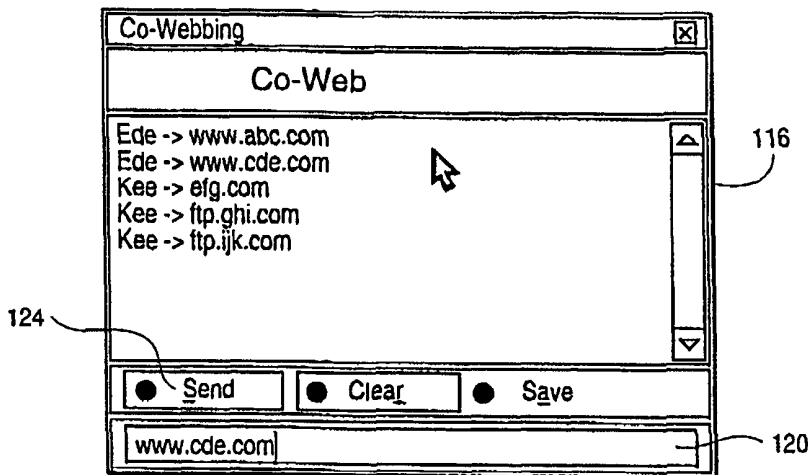 Co-Webbing
Co-Web
Ede -> www.abc.com
Ede -> www.cde.com
Kee -> efg.com
Kee -> ftp.ghi.com
Kee -> ftp.ijk.com
116
124
Send Clear Save
www.cde.com
120